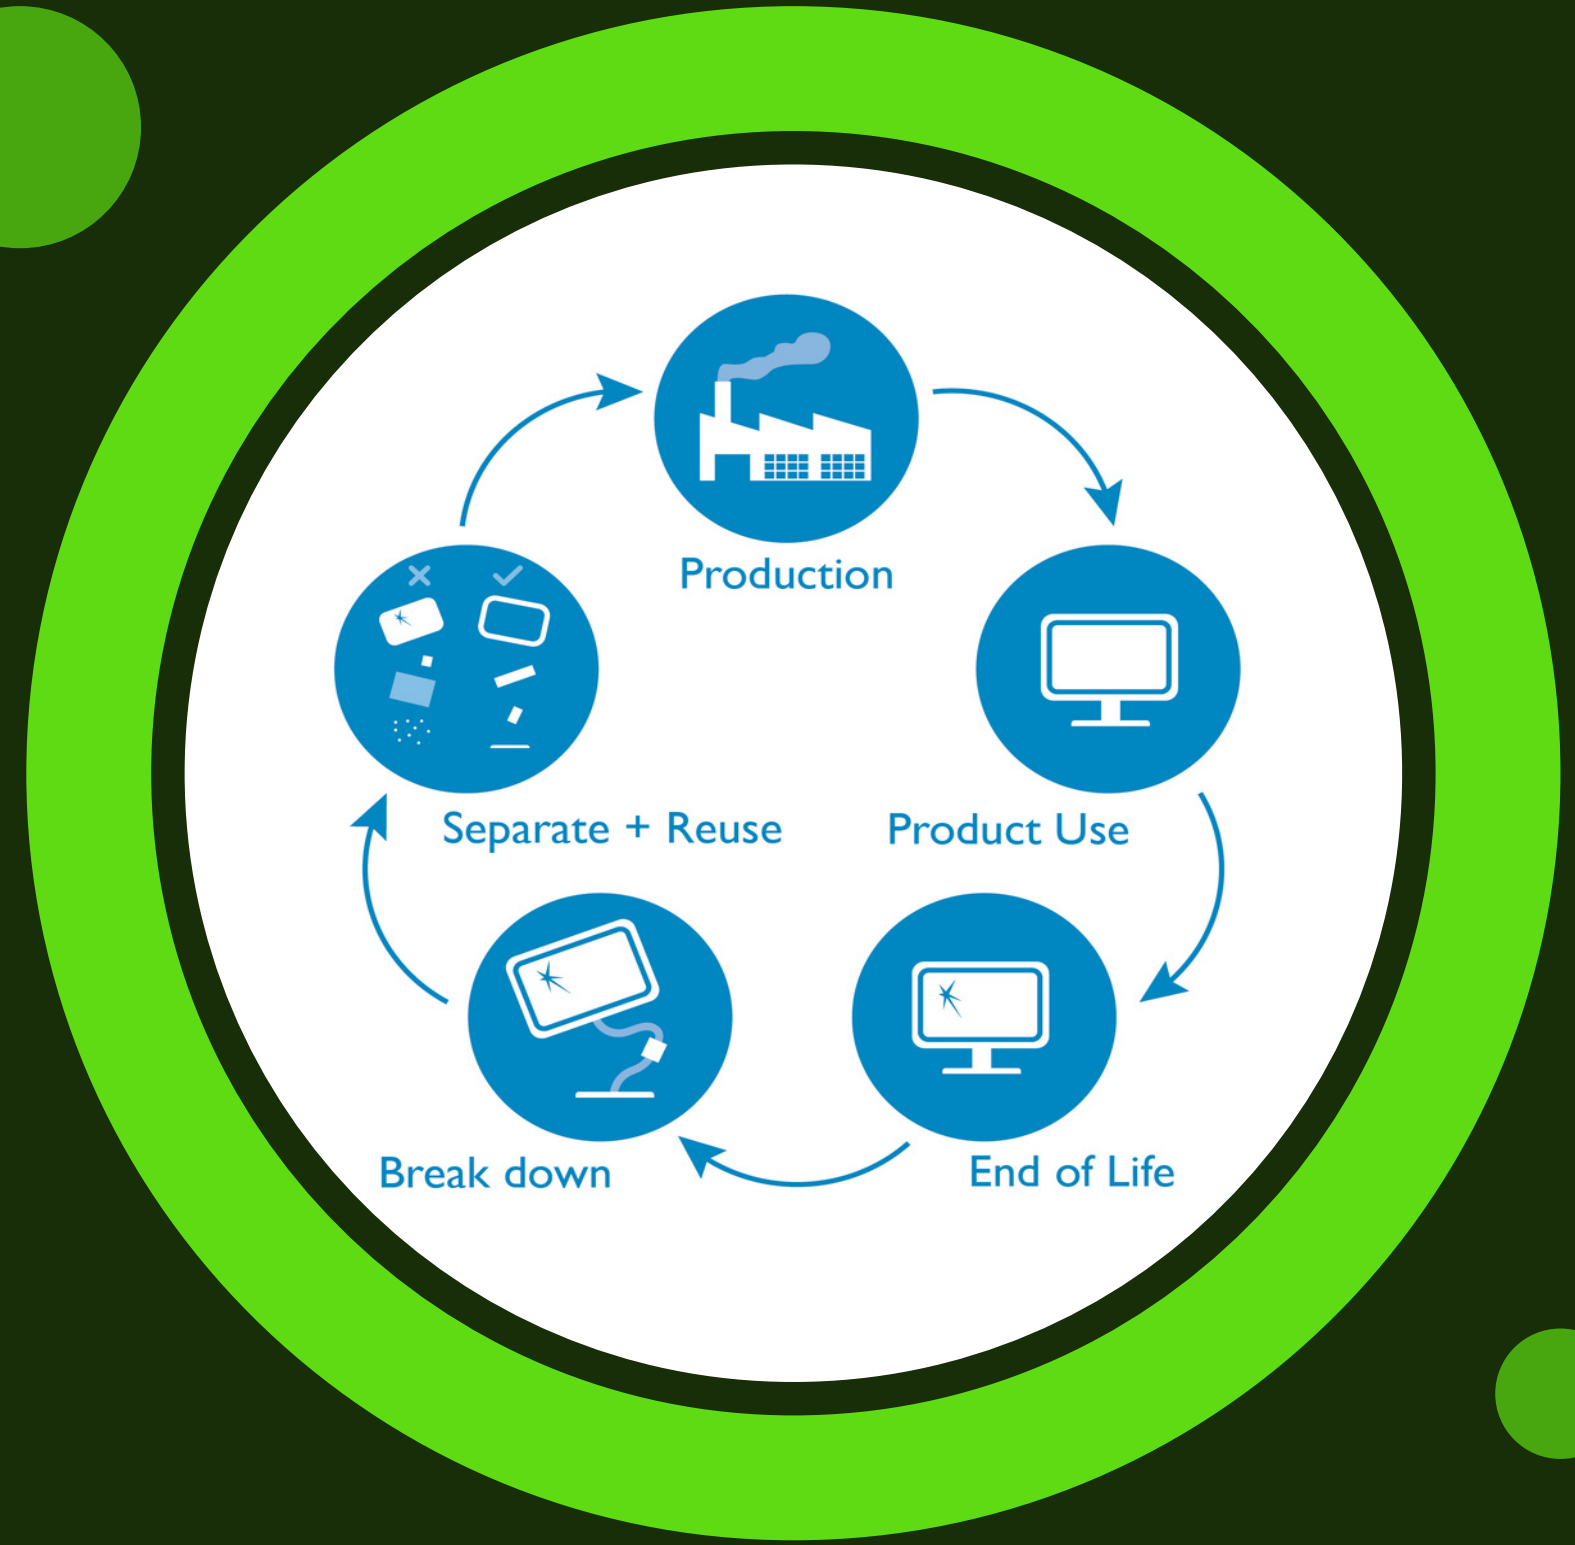 Production
Separate + Reuse
Product Use
Break down
End of Life